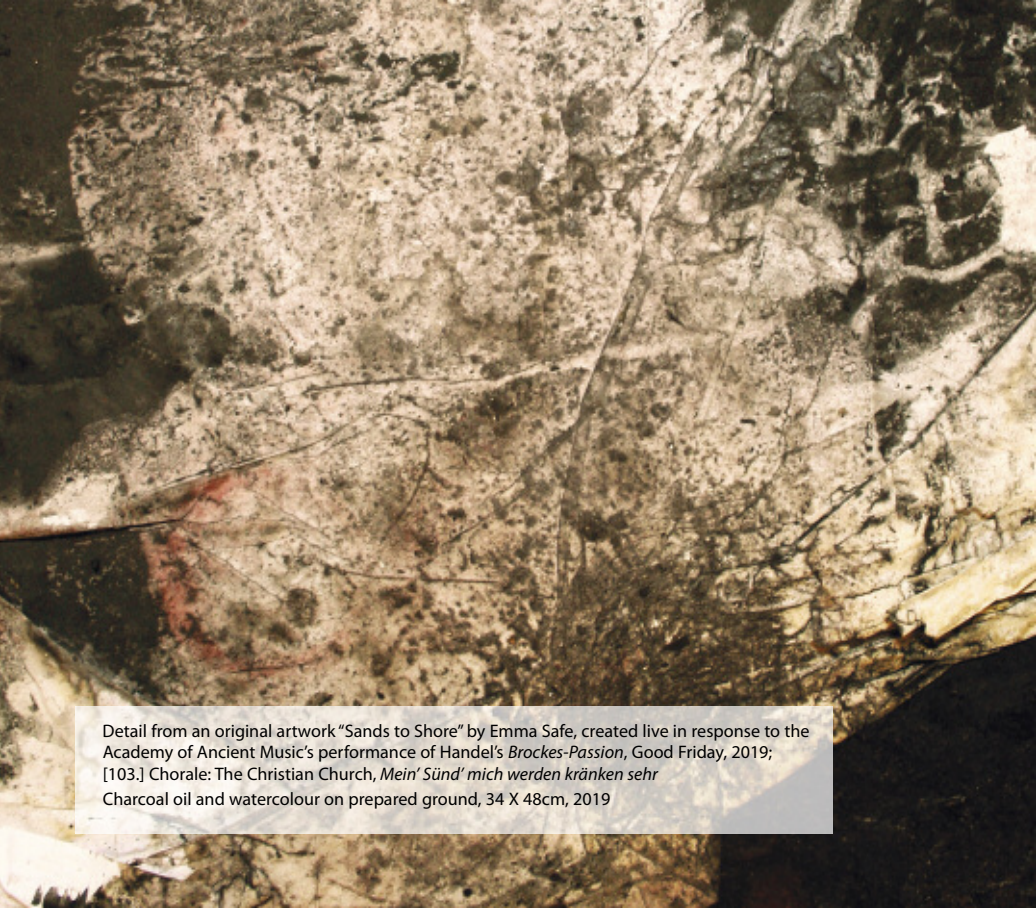 Detail from an original artwork “Sands to Shore” by Emma Safe, created live in response to the
Academy of Ancient Music’s performance of Handel’s Brockes-Passion, Good Friday, 2019;
[103.] Chorale: The Christian Church, Mein’ Sünd’ mich werden kränken sehr
Charcoal oil and watercolour on prepared ground, 34 X 48cm, 2019